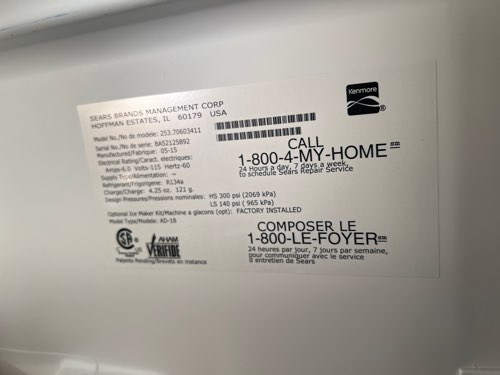 SEARS BRANDS MANAGEMENT CORP
HOFFMAN ESTATES, IL 60179 USA
Kenmore
®
Model No./No de modele: 253.70603411
Serial No./No de serie: BA52125892
Manufactured/Fabrique: 05-15
Electrical Rating/Caract. electriques:
Amps-6.0 Volts-115 Hertz-60
Supply Type/Alimentation: ~
Refrigerant/Frigorigene: R134a
Charge/Charge: 4.25 oz. 121 g.
Design Pressures/Pressions nominales: HS 300 psi (2069 kPa)
LS 140 psi ( 965 kPa)
Optional Ice Maker Kit/Machine a glacons (opt): FACTORY INSTALLED
Model Type/Modele: AD-18
CALL
1-800-4-MY-HOME
24 Hours a day, 7 days a week,
to schedule Sears Repair Service
COMPOSER LE
1-800-LE-FOYER
24 heures par jour, 7 jours par semaine,
pour communiquer avec le service
d entretien de Sears
AHAM
VERIFIDE
Patents Pending/Brevets en instance